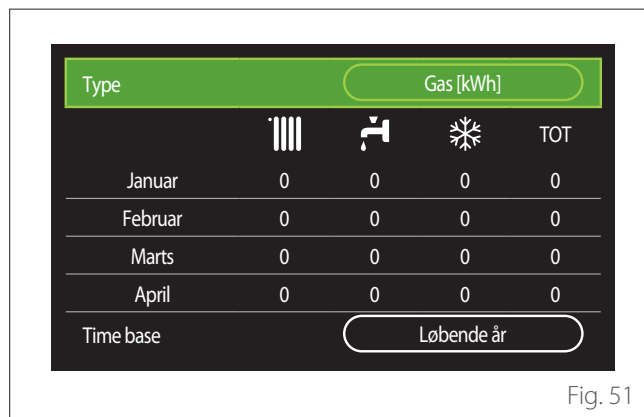 Type Gas [kWh]
TOT
Januar 0 0 0 0
Februar 0 0 0 0
Marts 0 0 0 0
April 0 0 0 0
Time base Løbende år
Fig. 51